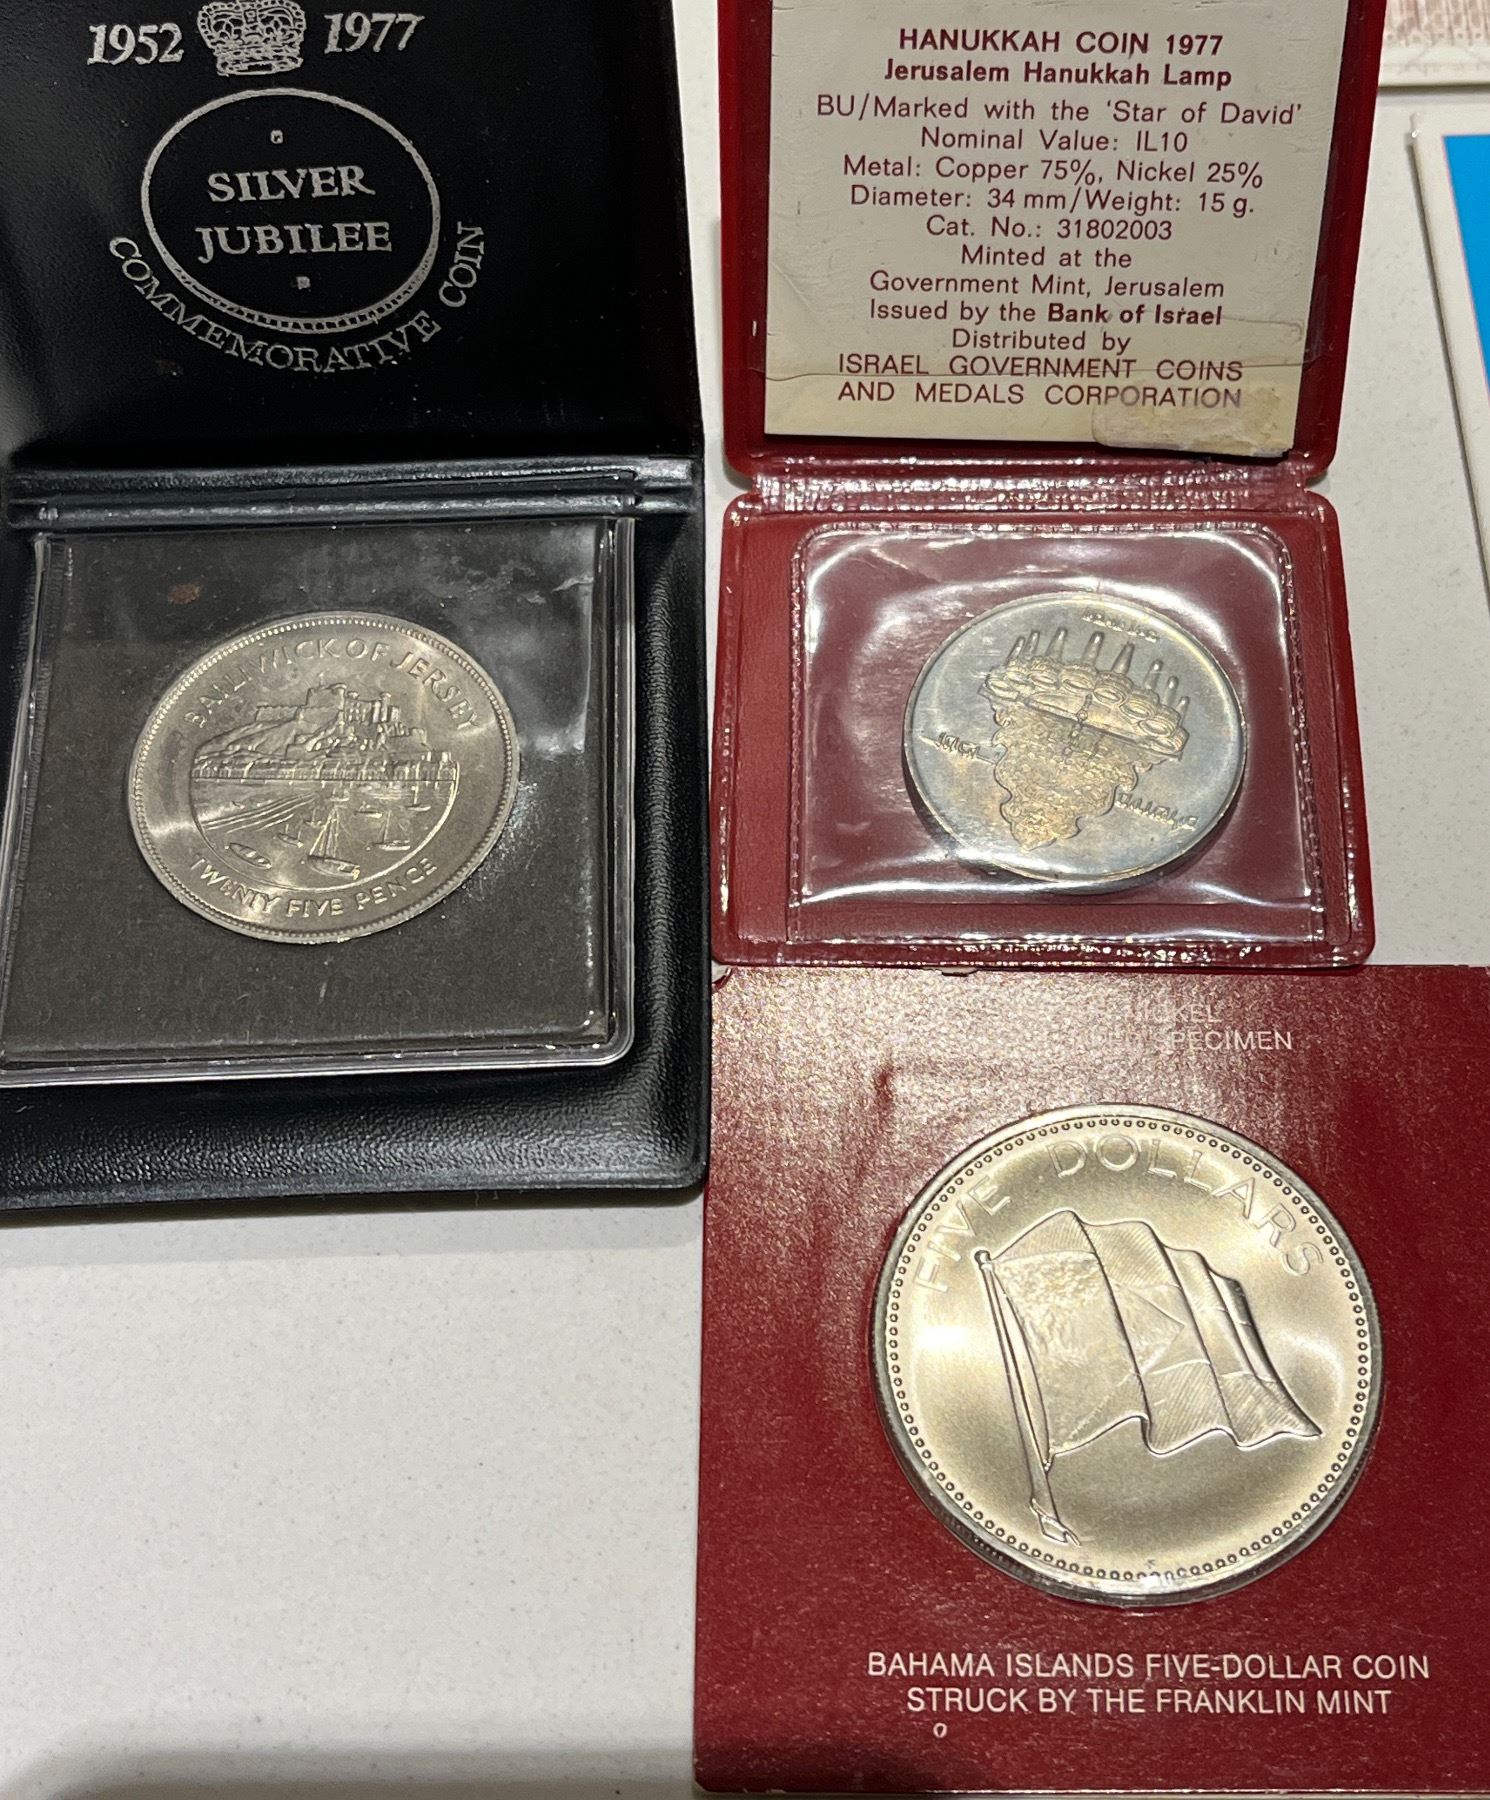 1952 1977
SILVER
JUBILEE
COMMEMORATIVE COIN
BAILIWICK OF JERSEY
TWENTY FIVE PENCE
HANUKKAH COIN 1977
Jerusalem Hanukkah Lamp
BU/Marked with the 'Star of David'
Nominal Value: IL10
Metal: Copper 75%, Nickel 25%
Diameter: 34 mm/Weight: 15 g.
Cat. No.: 31802003
Minted at the
Government Mint, Jerusalem
Issued by the Bank of Israel
Distributed by
ISRAEL GOVERNMENT COINS
AND MEDALS CORPORATION
NICKEL
SPECIMEN
FIVE DOLLARS
BAHAMA ISLANDS FIVE-DOLLAR COIN
STRUCK BY THE FRANKLIN MINT